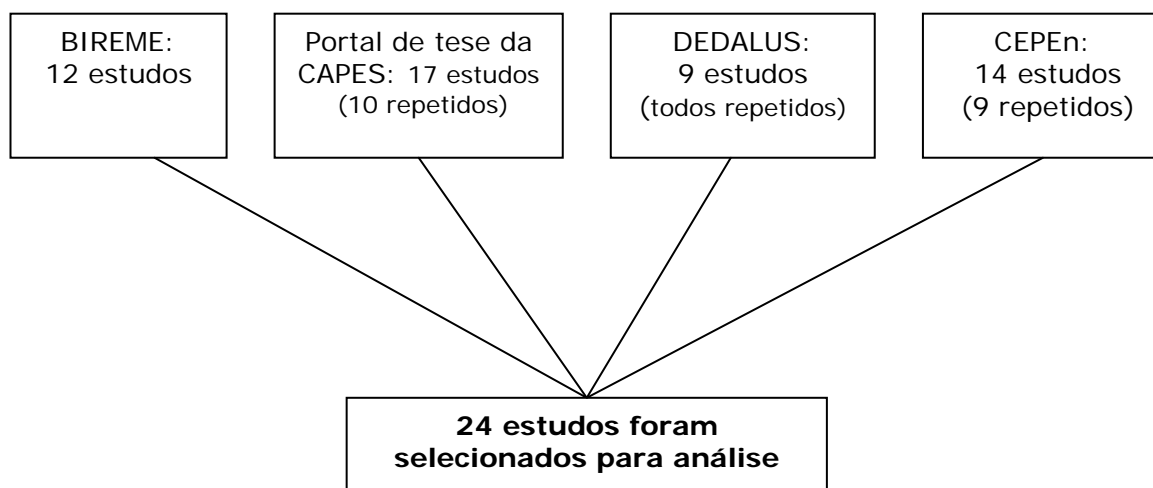 BIREME:
12 estudos
Portal de tese da
CAPES: 17 estudos
(10 repetidos)
DEDALUS:
9 estudos
(todos repetidos)
CEPEn:
14 estudos
(9 repetidos)
24 estudos foram
selecionados para análise